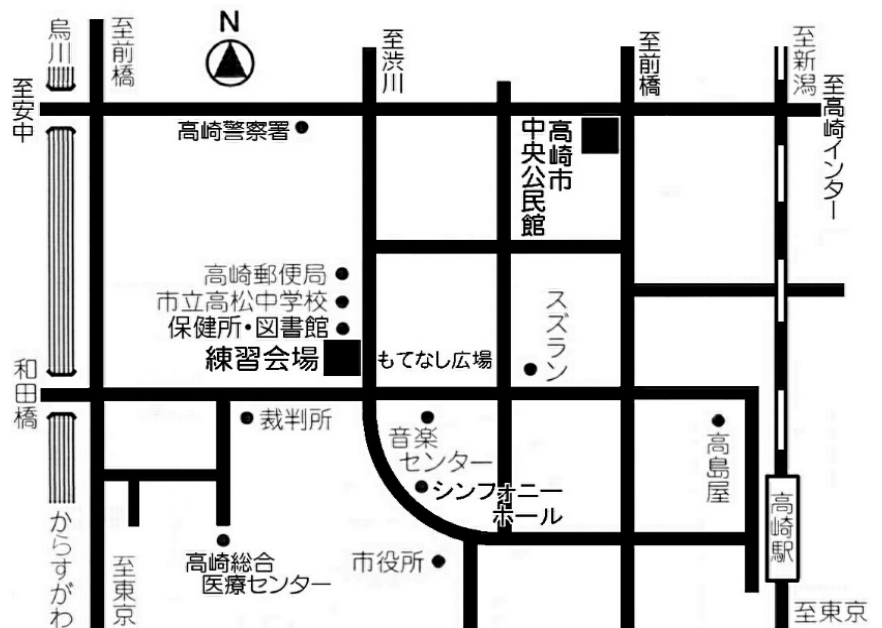 N
烏川
至前橋
至渋川
至前橋
至新潟
至安中
至高崎インター
高崎警察署
高崎市
中央公民館
高崎郵便局
市立高松中学校
保健所・図書館
練習会場
もてなし広場
スズラン
和田橋
裁判所
音楽
センター
シンフォニー
ホール
高島屋
高崎駅
からすがわ
至東京
高崎総合
医療センター
市役所
至東京